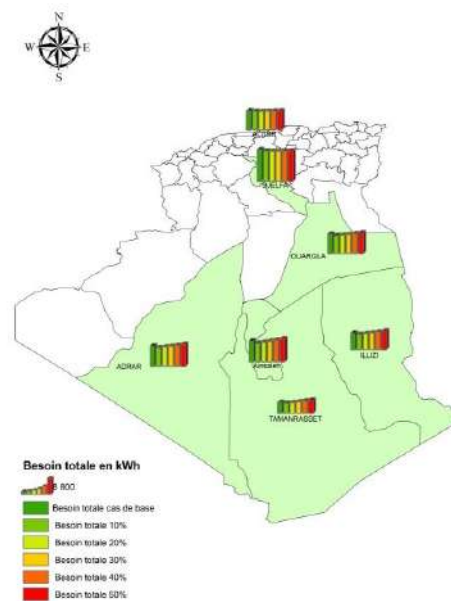 N
W E
S
DJELFA
OUARGLA
ADRAR
ILLIZI
TAMANRASSET
Besoin totale en kWh
Besoin totale cas de base
Besoin totale 10%
Besoin totale 20%
Besoin totale 30%
Besoin totale 40%
Besoin totale 50%